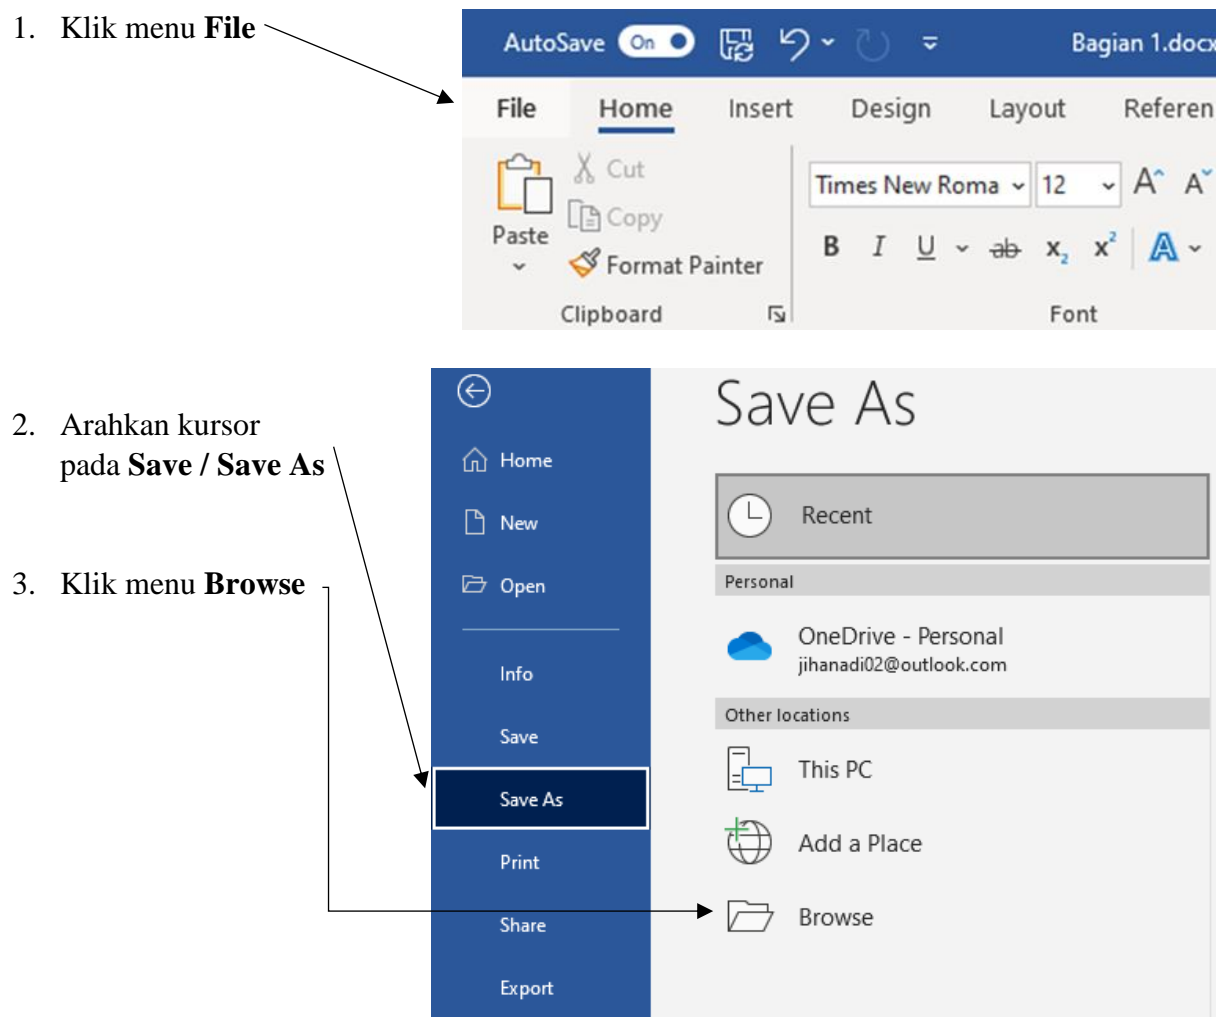 1. Klik menu File
AutoSave On Bagian 1.docx
File Home Insert Design Layout Referen
Cut
Copy
Paste
Format Painter
Clipboard
Times New Roma 12 A A
B I U ab x2 x2 A
Font
2. Arahkan kursor
pada Save / Save As
3. Klik menu Browse
Home
New
Open
Info
Save
Save As
Print
Share
Export
Save As
Recent
Personal
OneDrive - Personal
jihanadi02@outlook.com
Other locations
This PC
Add a Place
Browse